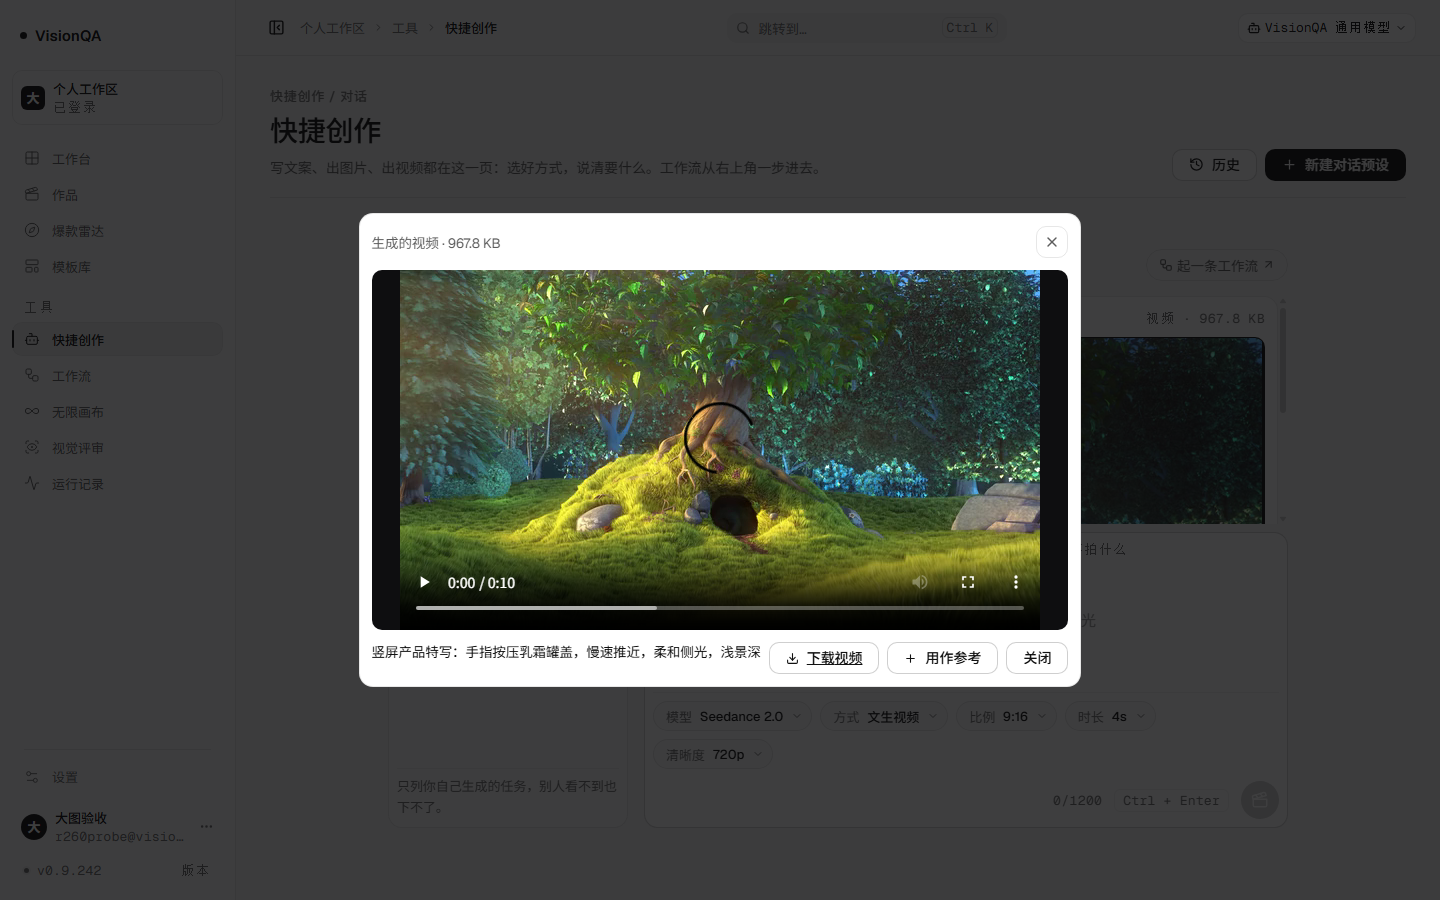 VisionQA
大
个人工作区
已登录
工作台
作品
爆款雷达
模板库
工具
快捷创作
工作流
无限画布
视觉评审
运行记录
设置
大
大图验收
r260probe@visio…
v0.9.242
版本
个人工作区 > 工具 > 快捷创作
跳转到...
Ctrl K
VisionQA 通用模型
快捷创作 / 对话
快捷创作
写文案、出图片、出视频都在这一页：选好方式，说清要什么。工作流从右上角一步进去。
历史
+ 新建对话预设
起一条工作流
视频 · 967.8 KB
生成的视频 · 967.8 KB
0:00 / 0:10
竖屏产品特写：手指按压乳霜罐盖，慢速推近，柔和侧光，浅景深
下载视频
用作参考
关闭
拍什么
光
模型 Seedance 2.0
方式 文生视频
比例 9:16
时长 4s
清晰度 720p
只列你自己生成的任务，别人看不到也
下不了。
0/1200
Ctrl + Enter